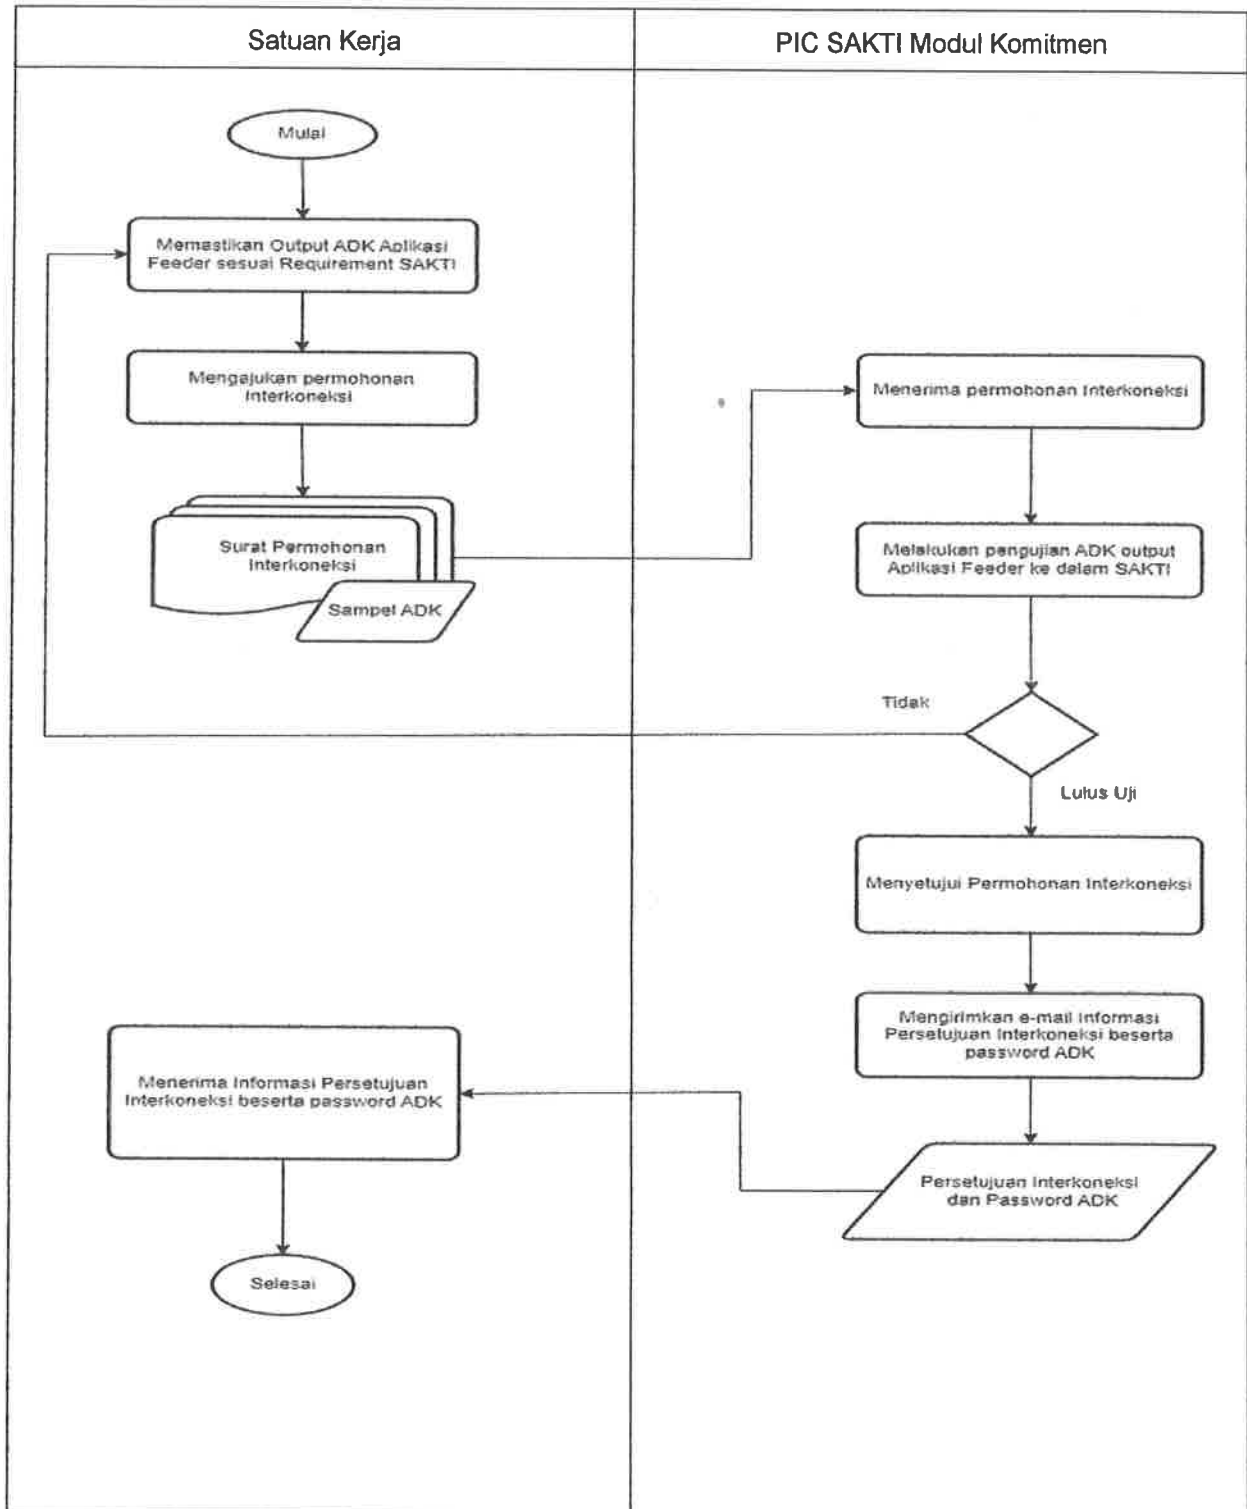 Satuan Kerja
PIC SAKTI Modul Komitmen
Mulai
Memastikan Output ADK Aplikasi
Feeder sesuai Requirement SAKTI
Mengajukan permohonan
Interkoneksi
Surat Permohonan
Interkoneksi
Sampel ADK
Menerima permohonan Interkoneksi
Melakukan pengujian ADK output
Aplikasi Feeder ke dalam SAKTI
Tidak
Lulus Uji
Menyetujui Permohonan Interkoneksi
Mengirimkan e-mail Informasi
Persetujuan Interkoneksi beserta
password ADK
Persetujuan Interkoneksi
dan Password ADK
Menerima Informasi Persetujuan
Interkoneksi beserta password ADK
Selesai